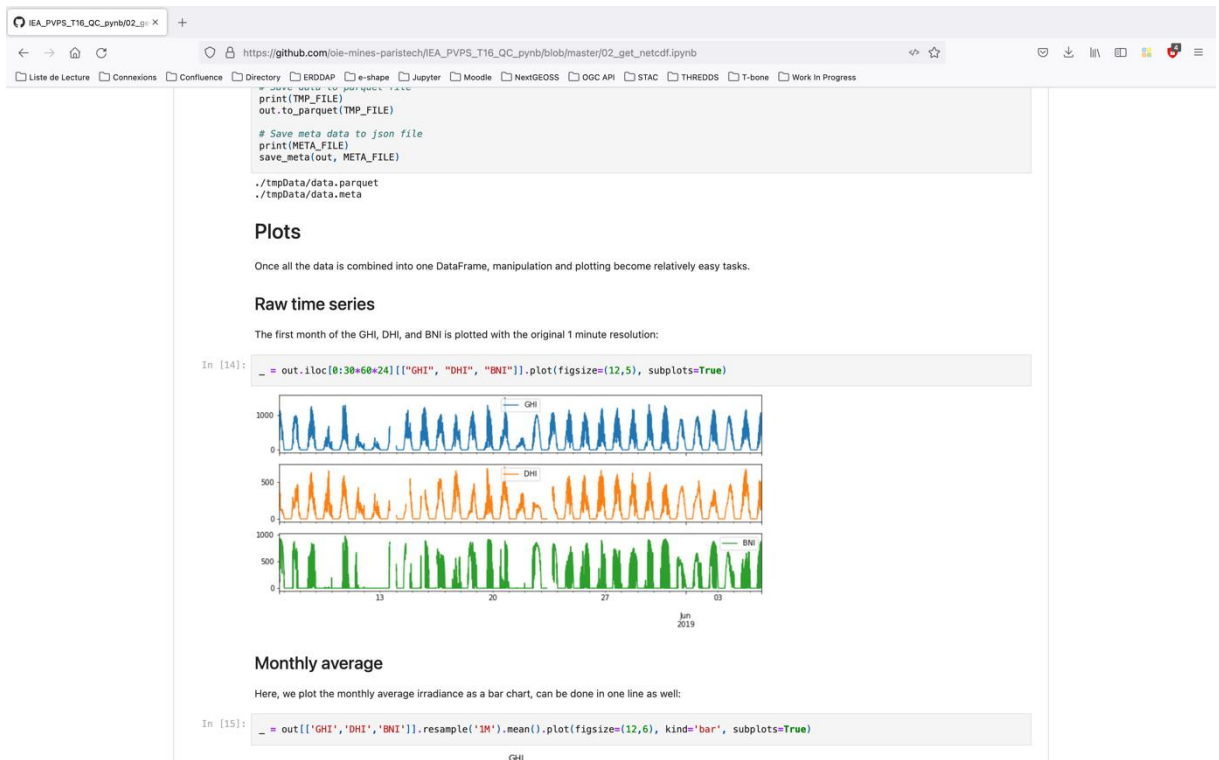 IEA_PVPS_T16_QC_pynb/02_ge
https://github.com/oie-mines-paristech/IEA_PVPS_T16_QC_pynb/blob/master/02_get_netcdf.ipynb
Liste de Lecture Connexions Confluence Directory ERDDAP e-shape Jupyter Moodle NextGEOSS OGC API STAC THREDDS T-bone Work In Progress
# Save data to parquet file
print(TMP_FILE)
out.to_parquet(TMP_FILE)
# Save meta data to json file
print(META_FILE)
save_meta(out, META_FILE)
./tmpData/data.parquet
./tmpData/data.meta
Plots
Once all the data is combined into one DataFrame, manipulation and plotting become relatively easy tasks.
Raw time series
The first month of the GHI, DHI, and BNI is plotted with the original 1 minute resolution:
In [14]: _ = out.iloc[0:30*60*24][["GHI", "DHI", "BNI"]].plot(figsize=(12,5), subplots=True)
GHI
1000
0
DHI
500
0
BNI
1000
500
0
13 20 27 03
Jun
2019
Monthly average
Here, we plot the monthly average irradiance as a bar chart, can be done in one line as well:
In [15]: _ = out[['GHI','DHI','BNI']].resample('1M').mean().plot(figsize=(12,6), kind='bar', subplots=True)
GHI